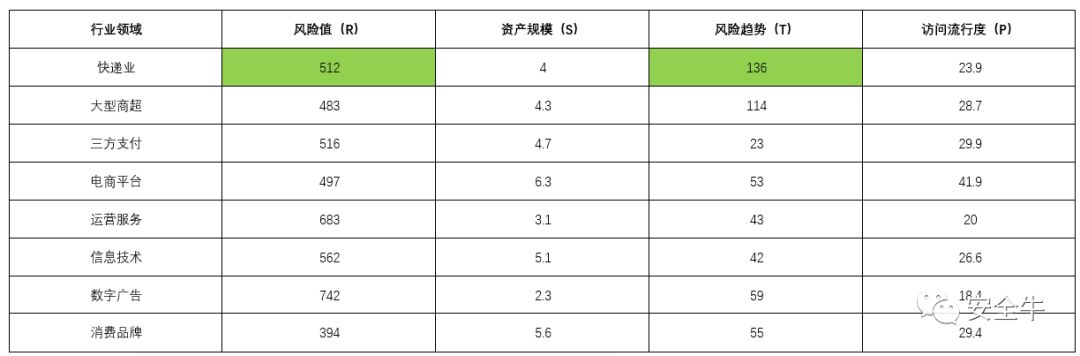 行业领域 风险值（R） 资产规模（S） 风险趋势（T） 访问流行度（P）
快递业 512 4 136 23.9
大型商超 483 4.3 114 28.7
三方支付 516 4.7 23 29.9
电商平台 497 6.3 53 41.9
运营服务 683 3.1 43 20
信息技术 562 5.1 42 26.6
数字广告 742 2.3 59 18.4
安全牛
消费品牌 394 5.6 55 29.4